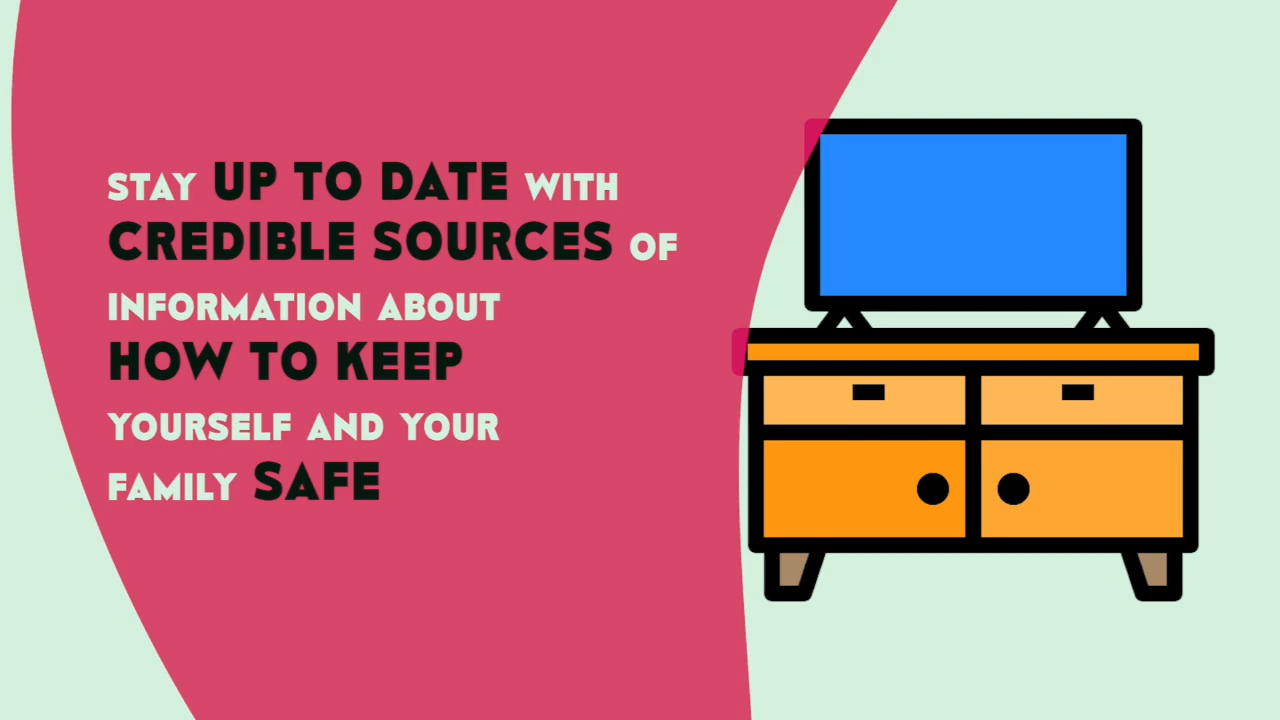 STAY UP TO DATE WITH
CREDIBLE SOURCES OF
INFORMATION ABOUT
HOW TO KEEP
YOURSELF AND YOUR
FAMILY SAFE